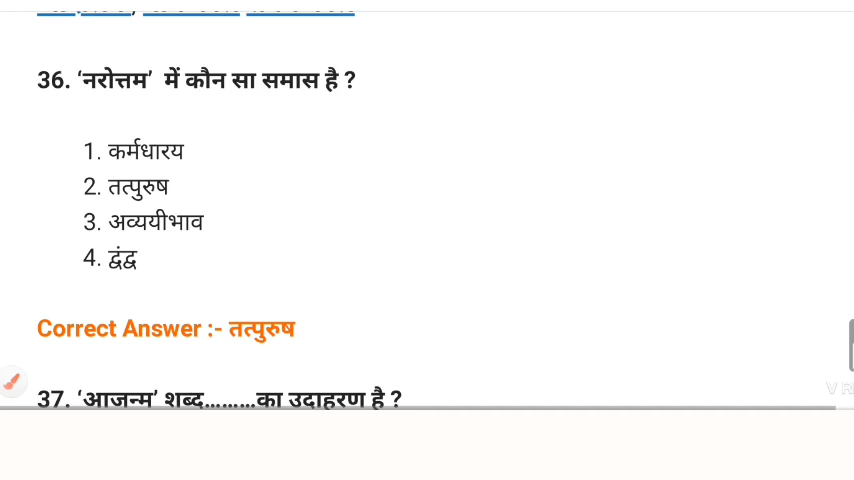 36. ‘नरोत्तम’ में कौन सा समास है ?
1. कर्मधारय
2. तत्पुरुष
3. अव्ययीभाव
4. द्वंद्व
Correct Answer :- तत्पुरुष
37. ‘आजन्म’ शब्द.........का उदाहरण है ?